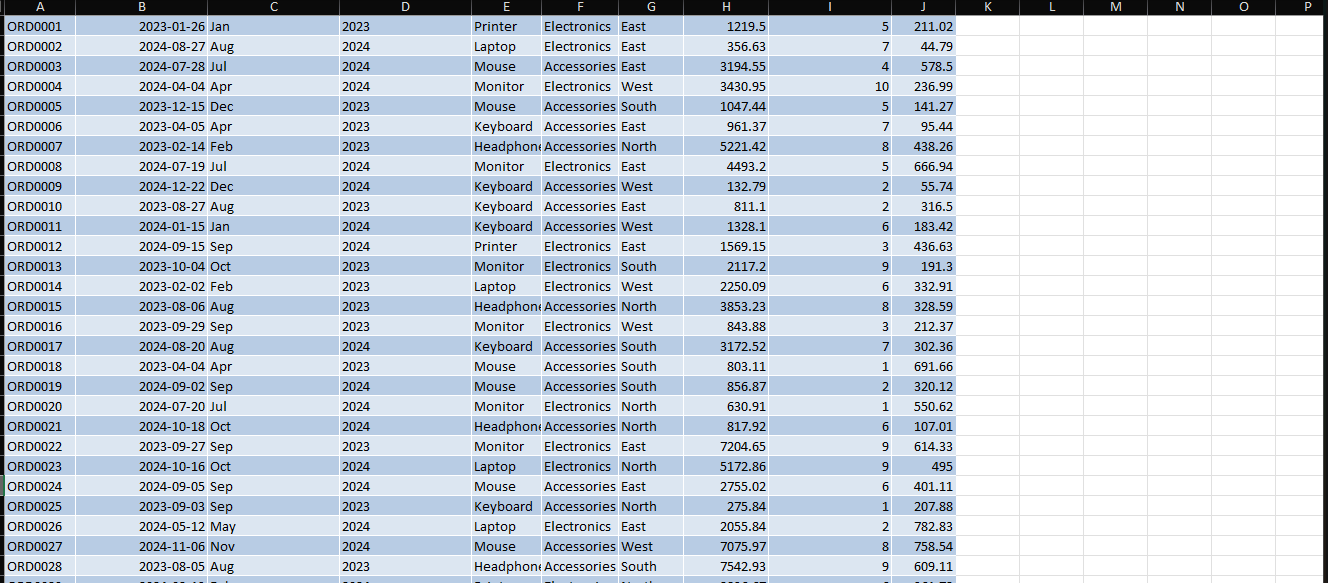 A B C D E F G H I J K L M N O P
ORD0001 2023-01-26 Jan 2023 Printer Electronics East 1219.5 5 211.02
ORD0002 2024-08-27 Aug 2024 Laptop Electronics East 356.63 7 44.79
ORD0003 2024-07-28 Jul 2024 Mouse Accessories East 3194.55 4 578.5
ORD0004 2024-04-04 Apr 2024 Monitor Electronics West 3430.95 10 236.99
ORD0005 2023-12-15 Dec 2023 Mouse Accessories South 1047.44 5 141.27
ORD0006 2023-04-05 Apr 2023 Keyboard Accessories East 961.37 7 95.44
ORD0007 2023-02-14 Feb 2023 Headphon Accessories North 5221.42 8 438.26
ORD0008 2024-07-19 Jul 2024 Monitor Electronics East 4493.2 5 666.94
ORD0009 2024-12-22 Dec 2024 Keyboard Accessories West 132.79 2 55.74
ORD0010 2023-08-27 Aug 2023 Keyboard Accessories East 811.1 2 316.5
ORD0011 2024-01-15 Jan 2024 Keyboard Accessories West 1328.1 6 183.42
ORD0012 2024-09-15 Sep 2024 Printer Electronics East 1569.15 3 436.63
ORD0013 2023-10-04 Oct 2023 Monitor Electronics South 2117.2 9 191.3
ORD0014 2023-02-02 Feb 2023 Laptop Electronics West 2250.09 6 332.91
ORD0015 2023-08-06 Aug 2023 Headphon Accessories North 3853.23 8 328.59
ORD0016 2023-09-29 Sep 2023 Monitor Electronics West 843.88 3 212.37
ORD0017 2024-08-20 Aug 2024 Keyboard Accessories South 3172.52 7 302.36
ORD0018 2023-04-04 Apr 2023 Mouse Accessories South 803.11 1 691.66
ORD0019 2024-09-02 Sep 2024 Mouse Accessories South 856.87 2 320.12
ORD0020 2024-07-20 Jul 2024 Monitor Electronics North 630.91 1 550.62
ORD0021 2024-10-18 Oct 2024 Headphon Accessories North 817.92 6 107.01
ORD0022 2023-09-27 Sep 2023 Monitor Electronics East 7204.65 9 614.33
ORD0023 2024-10-16 Oct 2024 Laptop Electronics North 5172.86 9 495
ORD0024 2024-09-05 Sep 2024 Mouse Accessories East 2755.02 6 401.11
ORD0025 2023-09-03 Sep 2023 Keyboard Accessories North 275.84 1 207.88
ORD0026 2024-05-12 May 2024 Laptop Electronics East 2055.84 2 782.83
ORD0027 2024-11-06 Nov 2024 Mouse Accessories West 7075.97 8 758.54
ORD0028 2023-08-05 Aug 2023 Headphon Accessories South 7542.93 9 609.11